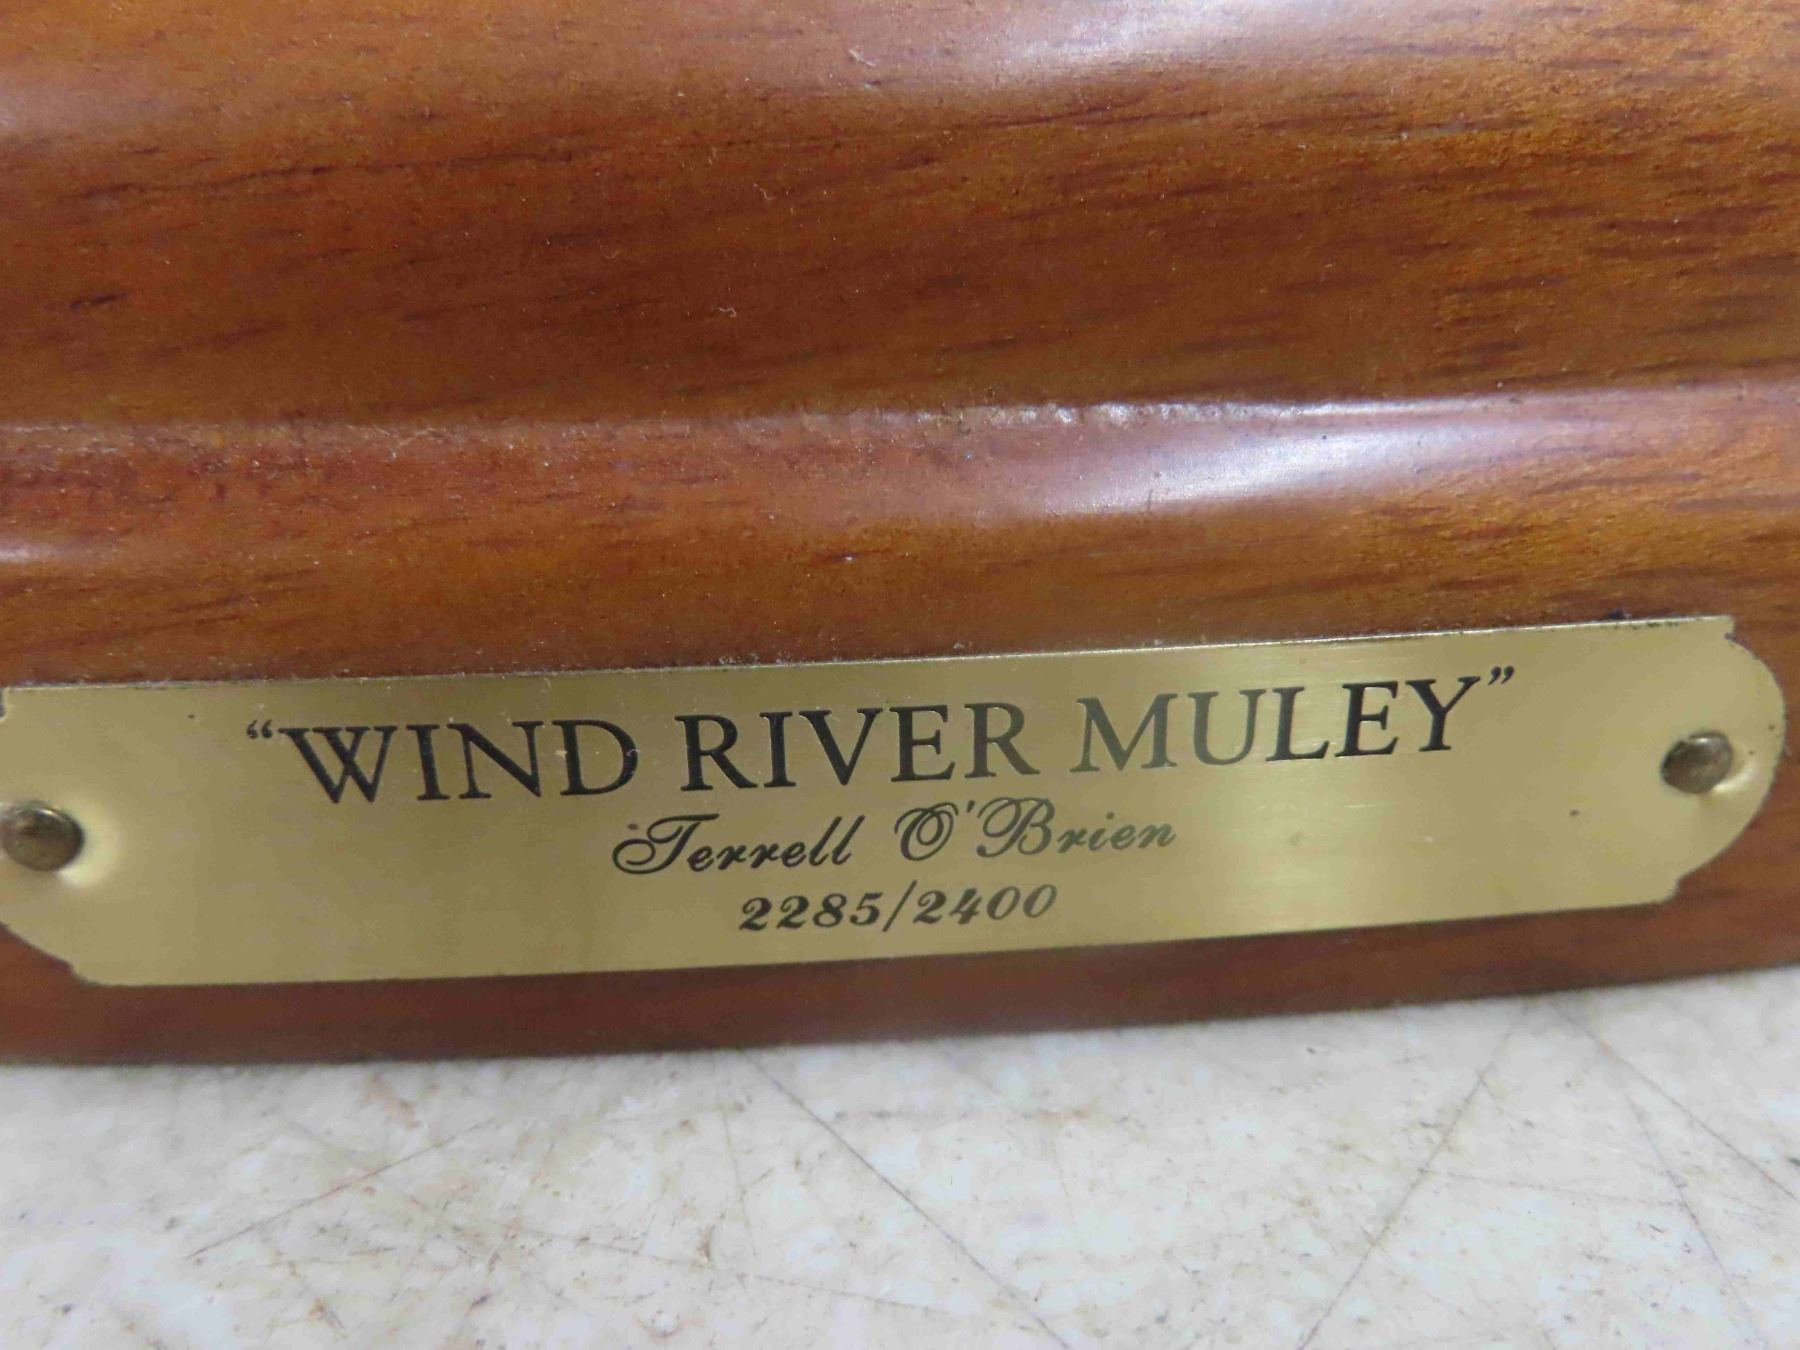 “WIND RIVER MULEY”
Terrell O'Brien
2285/2400